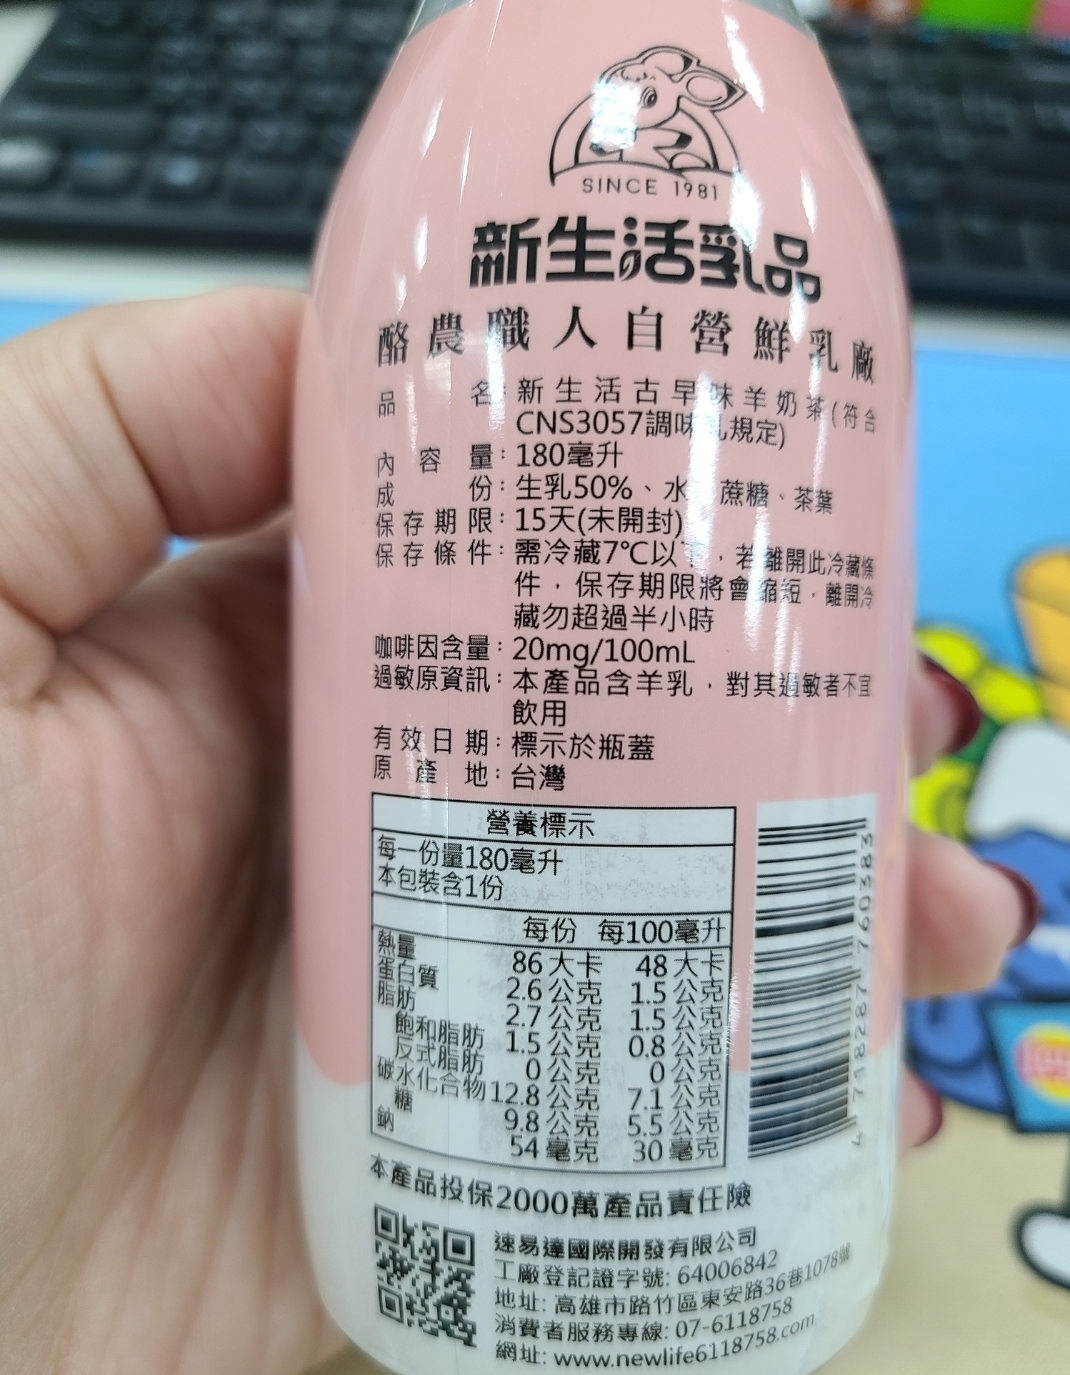 SINCE 1981
新生活乳品
酪農職人自營鮮乳廠
品名：新生活古早味羊奶茶(符合
CNS3057調味乳規定)
內容量：180毫升
成份：生乳50%、水、蔗糖、茶葉
保存期限：15天(未開封)
保存條件：需冷藏7℃以下，若離開此冷藏條
件，保存期限將會縮短，離開冷
藏勿超過半小時
咖啡因含量：20mg/100mL
過敏原資訊：本產品含羊乳，對其過敏者不宜
飲用
有效日期：標示於瓶蓋
原產地：台灣
營養標示
每一份量180毫升
本包裝含1份
每份 每100毫升
熱量 86大卡 48大卡
蛋白質 2.6公克 1.5公克
脂肪 2.7公克 1.5公克
飽和脂肪 1.5公克 0.8公克
反式脂肪 0公克 0公克
碳水化合物 12.8公克 7.1公克
糖 9.8公克 5.5公克
鈉 54毫克 30毫克
4 718287 760383
本產品投保2000萬產品責任險
速易達國際開發有限公司
工廠登記證字號: 64006842
地址: 高雄市路竹區東安路36巷1078號
消費者服務專線: 07-6118758
網址: www.newlife6118758.com